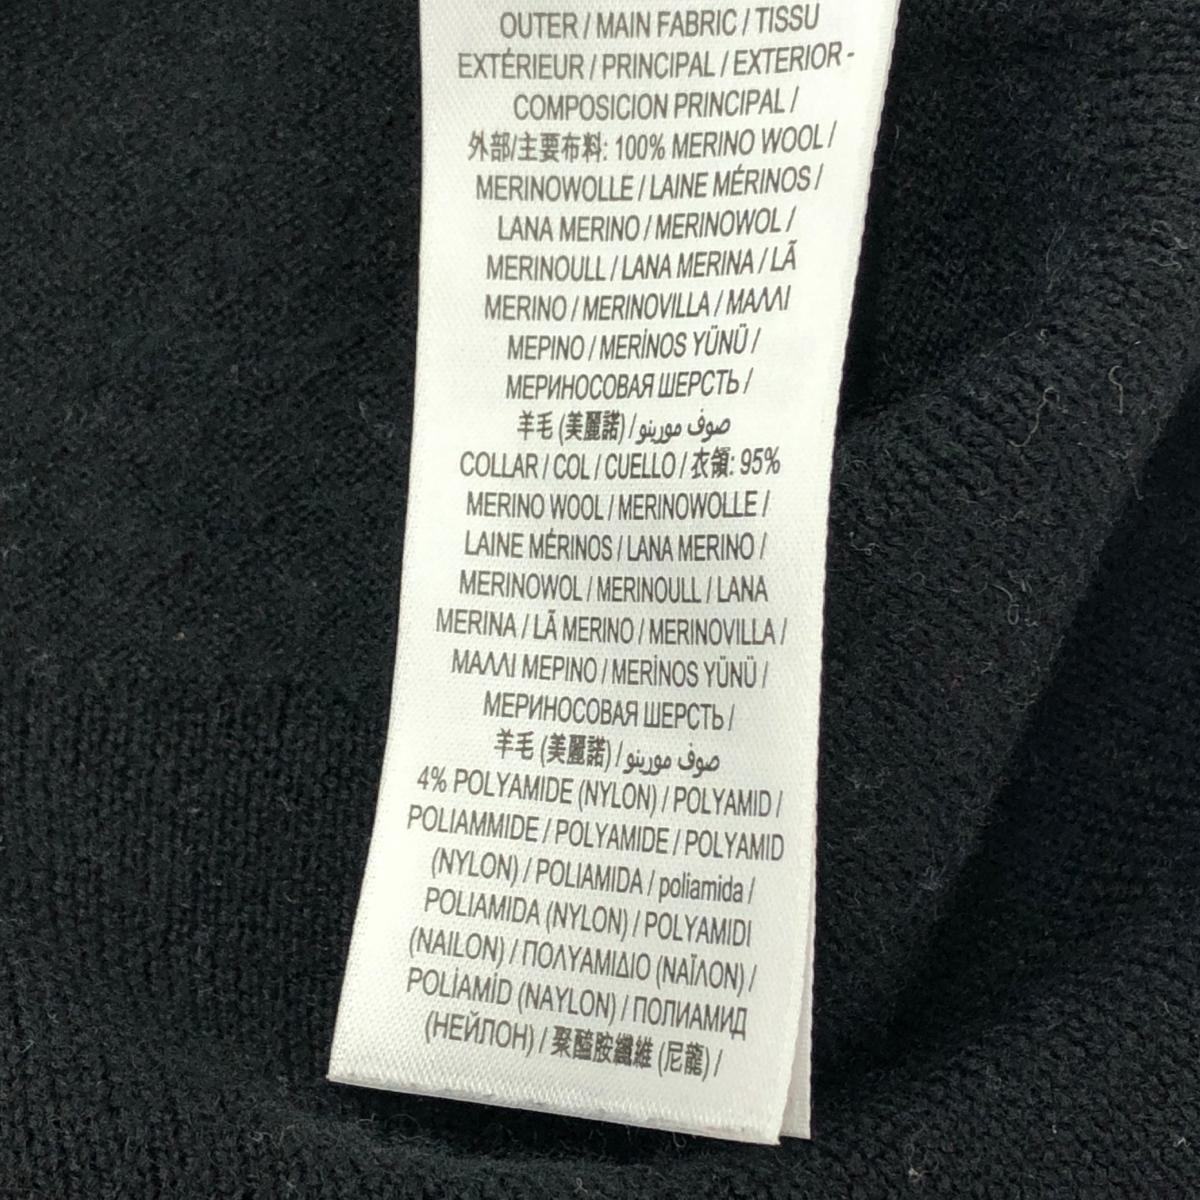 OUTER / MAIN FABRIC / TISSU
EXTÉRIEUR / PRINCIPAL / EXTERIOR -
COMPOSICION PRINCIPAL /
外部/主要布料: 100% MERINO WOOL /
MERINOWOLLE / LAINE MÉRINOS /
LANA MERINO / MERINOWOL /
MERINOULL / LANA MERINA / LÃ
MERINO / MERINOVILLA / ΜΑΛΛΙ
ΜΕΡΙΝΟ / MERİNOS YÜNÜ /
МЕРИНОСОВАЯ ШЕРСТЬ /
羊毛 (美麗諾) / صوف مورينو
COLLAR / COL / CUELLO / 衣領: 95%
MERINO WOOL / MERINOWOLLE /
LAINE MÉRINOS / LANA MERINO /
MERINOWOL / MERINOULL / LANA
MERINA / LÃ MERINO / MERINOVILLA /
ΜΑΛΛΙ ΜΕΡΙΝΟ / MERİNOS YÜNÜ /
МЕРИНОСОВАЯ ШЕРСТЬ /
羊毛 (美麗諾) / صوف مورينو
4% POLYAMIDE (NYLON) / POLYAMID /
POLIAMMIDE / POLYAMIDE / POLYAMID
(NYLON) / POLIAMIDA / poliamida /
POLIAMIDA (NYLON) / POLYAMIDI
(NAILON) / ΠΟΛΥΑΜΙΔΙΟ (ΝΑΪΛΟΝ) /
POLİAMİD (NAYLON) / ПОЛИАМИД
(НЕЙЛОН) / 聚醯胺纖維 (尼龍) /